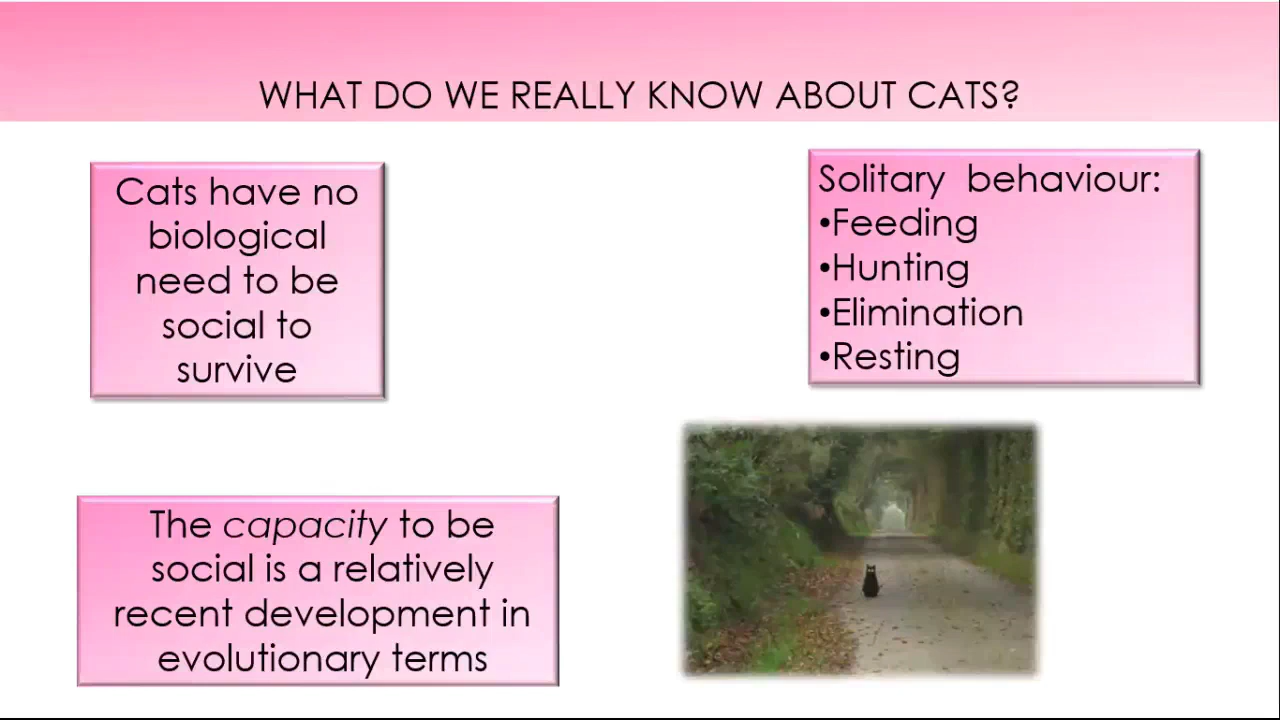 WHAT DO WE REALLY KNOW ABOUT CATS?
Cats have no
biological
need to be
social to
survive
Solitary behaviour:
•Feeding
•Hunting
•Elimination
•Resting
The capacity to be
social is a relatively
recent development in
evolutionary terms